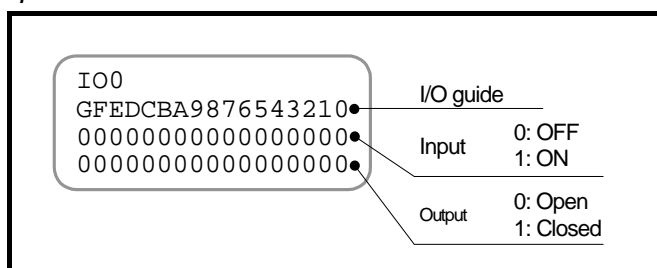 IO0
GFEDCBA9876543210
00000000000000000
00000000000000000
I/O guide
Input
0: OFF
1: ON
Output
0: Open
1: Closed